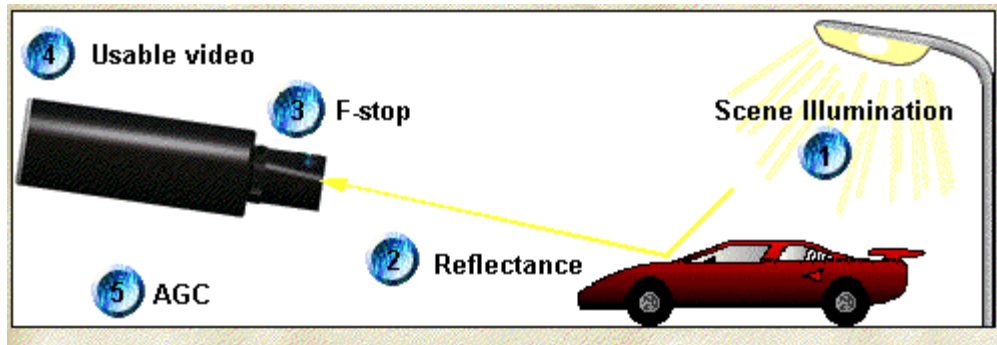 4 Usable video
3 F-stop
Scene Illumination
1
2 Reflectance
5 AGC